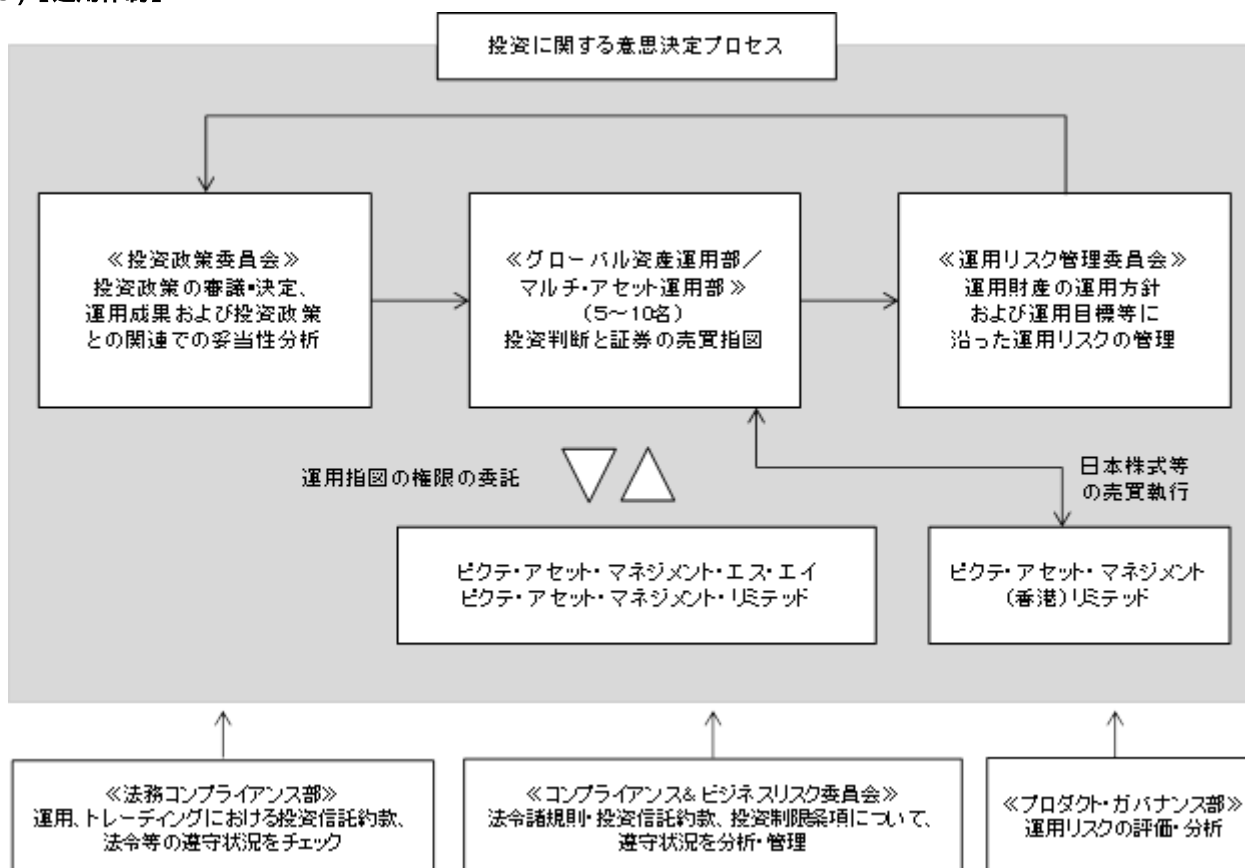 投資に関する意思決定プロセス
≪投資政策委員会≫
投資政策の審議・決定、
運用成果および投資政策
との関連での妥当性分析
≪グローバル資産運用部／
マルチ・アセット運用部≫
（5～10名）
投資判断と証券の売買指図
≪運用リスク管理委員会≫
運用財産の運用方針
および運用目標等に
沿った運用リスクの管理
運用指図の権限の委託
日本株式等
の売買執行
ピクテ・アセット・マネジメント・エス・エイ
ピクテ・アセット・マネジメント・リミテッド
ピクテ・アセット・マネジメント
（香港）リミテッド
≪法務コンプライアンス部≫
運用、トレーディングにおける投資信託約款、
法令等の遵守状況をチェック
≪コンプライアンス&ビジネスリスク委員会≫
法令諸規則・投資信託約款、投資制限条項について、
遵守状況を分析・管理
≪プロダクト・ガバナンス部≫
運用リスクの評価・分析